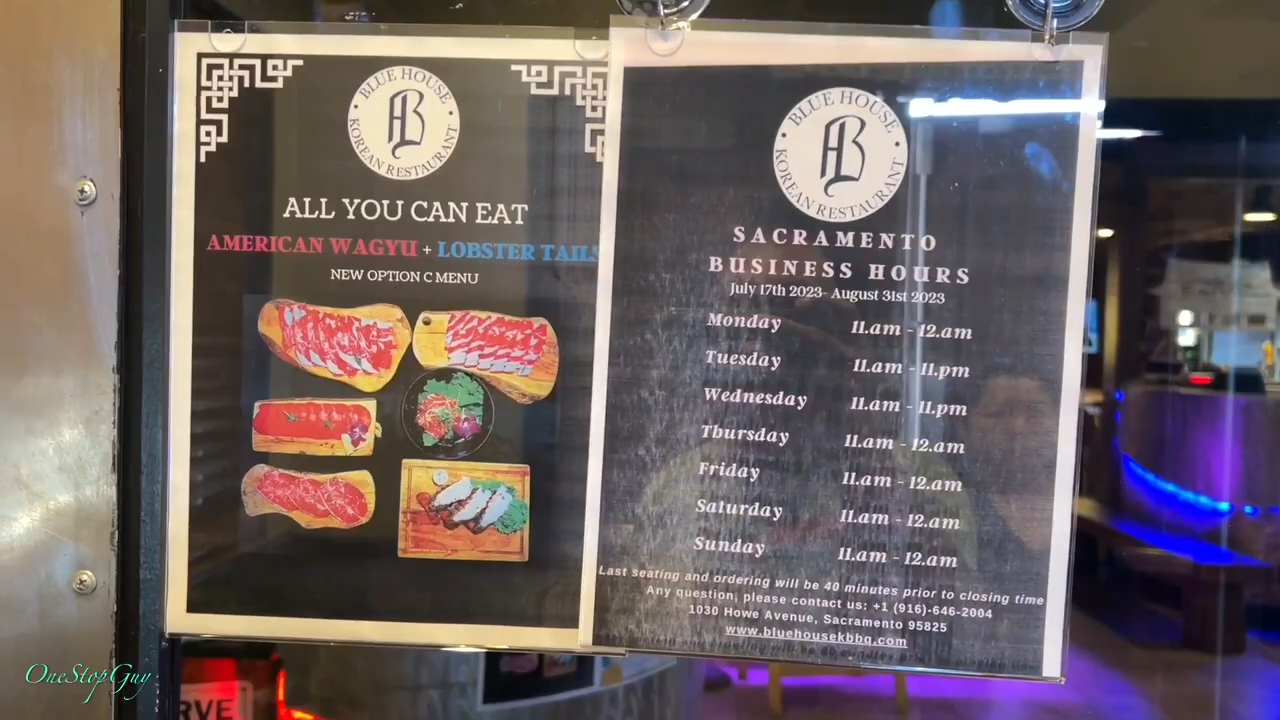 BLUE HOUSE
AB
KOREAN RESTAURANT
ALL YOU CAN EAT
AMERICAN WAGYU + LOBSTER TAILS
NEW OPTION C MENU
BLUE HOUSE
AB
KOREAN RESTAURANT
SACRAMENTO
BUSINESS HOURS
July 17th 2023- August 31st 2023
Monday 11.am - 12.am
Tuesday 11.am - 11.pm
Wednesday 11.am - 11.pm
Thursday 11.am - 12.am
Friday 11.am - 12.am
Saturday 11.am - 12.am
Sunday 11.am - 12.am
Last seating and ordering will be 40 minutes prior to closing time
Any question, please contact us: +1 (916)-646-2004
1030 Howe Avenue, Sacramento 95825
www.bluehousekbbq.com
OneStopGuy
RVE